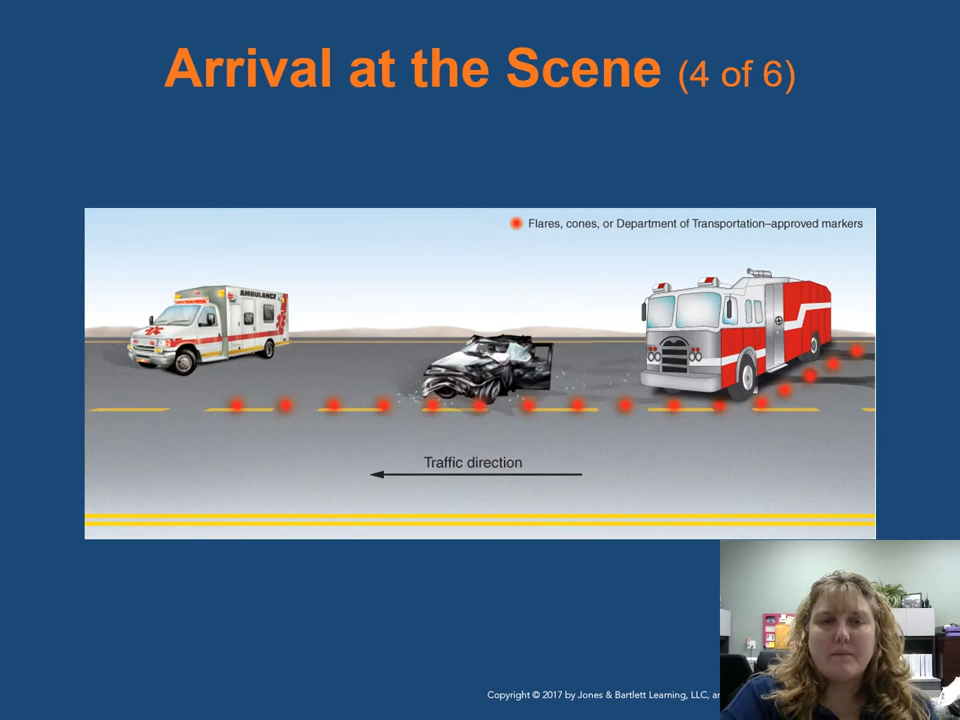 Arrival at the Scene (4 of 6)
Flares, cones, or Department of Transportation–approved markers
AMBULANCE
Traffic direction
Copyright © 2017 by Jones & Bartlett Learning, LLC, an